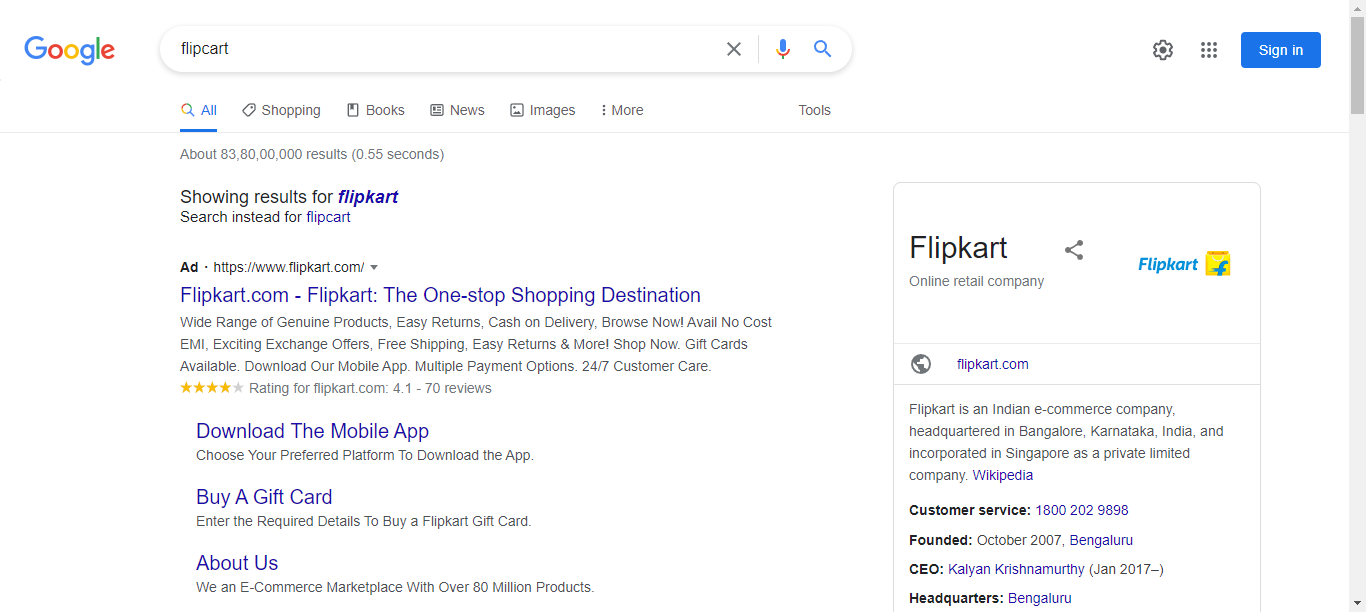 Google
flipcart
Sign in
All Shopping Books News Images More Tools
About 83,80,00,000 results (0.55 seconds)
Showing results for flipkart
Search instead for flipcart
Ad · https://www.flipkart.com/
Flipkart.com - Flipkart: The One-stop Shopping Destination
Wide Range of Genuine Products, Easy Returns, Cash on Delivery, Browse Now! Avail No Cost
EMI, Exciting Exchange Offers, Free Shipping, Easy Returns & More! Shop Now. Gift Cards
Available. Download Our Mobile App. Multiple Payment Options. 24/7 Customer Care.
Rating for flipkart.com: 4.1 - 70 reviews
Download The Mobile App
Choose Your Preferred Platform To Download the App.
Buy A Gift Card
Enter the Required Details To Buy a Flipkart Gift Card.
About Us
We an E-Commerce Marketplace With Over 80 Million Products.
Flipkart
Online retail company
Flipkart
flipkart.com
Flipkart is an Indian e-commerce company,
headquartered in Bangalore, Karnataka, India, and
incorporated in Singapore as a private limited
company. Wikipedia
Customer service: 1800 202 9898
Founded: October 2007, Bengaluru
CEO: Kalyan Krishnamurthy (Jan 2017–)
Headquarters: Bengaluru